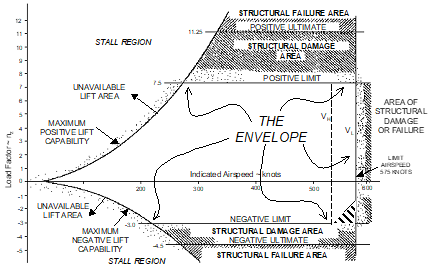 STRUCTURAL FAILURE AREA
POSITIVE ULTIMATE
11.25
STALL REGION
STRUCTURAL DAMAGE
AREA
POSITIVE LIMIT
7.5
UNAVAILABLE
LIFT AREA
MAXIMUM
POSITIVE LIFT
CAPABILITY
THE
ENVELOPE
V_H
V_L
AREA OF
STRUCTURAL
DAMAGE
OR FAILURE
LIMIT
AIRSPEED
575 KNOTS
Load Factor ~ n_z
12
11
10
9
8
7
6
5
4
3
2
1
0
-1
-2
-3
-4
-5
Indicated Airspeed ~ knots
200
300
400
500
600
UNAVAILABLE
LIFT AREA
MAXIMUM
NEGATIVE LIFT
CAPABILITY
STALL REGION
-3.0
NEGATIVE LIMIT
STRUCTURAL DAMAGE AREA
NEGATIVE ULTIMATE
-4.5
STRUCTURAL FAILURE AREA